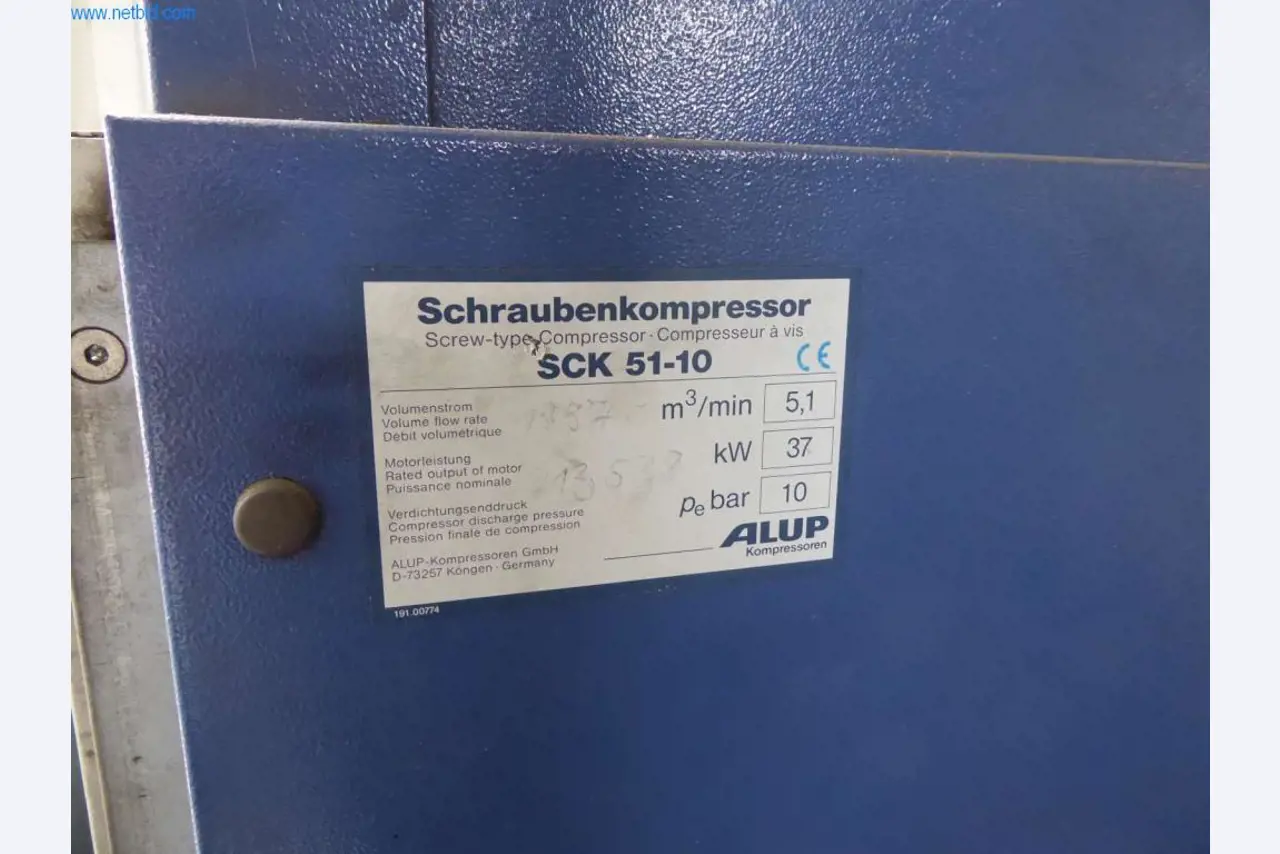 www.netbid.com
Schraubenkompressor
Screw-type Compressor · Compresseur à vis
SCK 51-10
CE
Volumenstrom
Volume flow rate
Débit volumétrique
m³/min 5,1
Motorleistung
Rated output of motor
Puissance nominale
kW 37
Verdichtungsenddruck
Compressor discharge pressure
Pression finale de compression
pe bar 10
ALUP-Kompressoren GmbH
D-73257 Köngen · Germany
ALUP
Kompressoren
191.00774